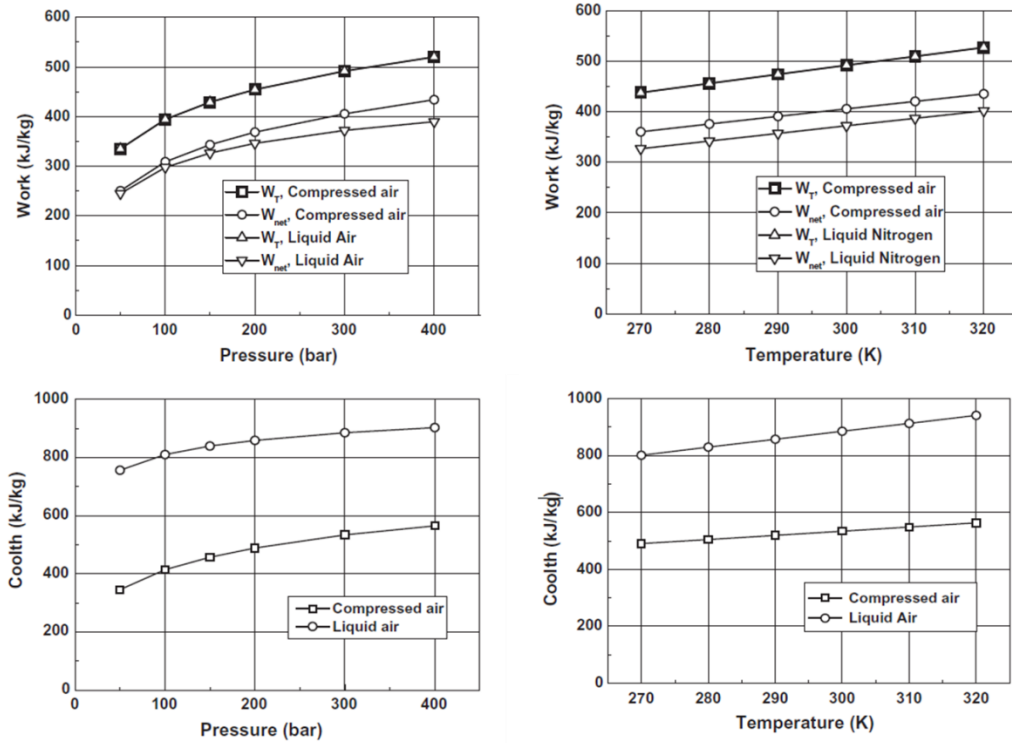 600
500
400
300
200
100
0
Work (kJ/kg)
W_T, Compressed air
W_net, Compressed air
W_T, Liquid Air
W_net, Liquid Air
0 100 200 300 400
Pressure (bar)
600
500
400
300
200
100
0
Work (kJ/kg)
W_T, Compressed air
W_net, Compressed air
W_T, Liquid Nitrogen
W_net, Liquid Nitrogen
270 280 290 300 310 320
Temperature (K)
1000
800
600
400
200
0
Coolth (kJ/kg)
Compressed air
Liquid air
0 100 200 300 400
Pressure (bar)
1000
800
600
400
200
0
Coolth (kJ/kg)
Compressed air
Liquid Air
270 280 290 300 310 320
Temperature (K)